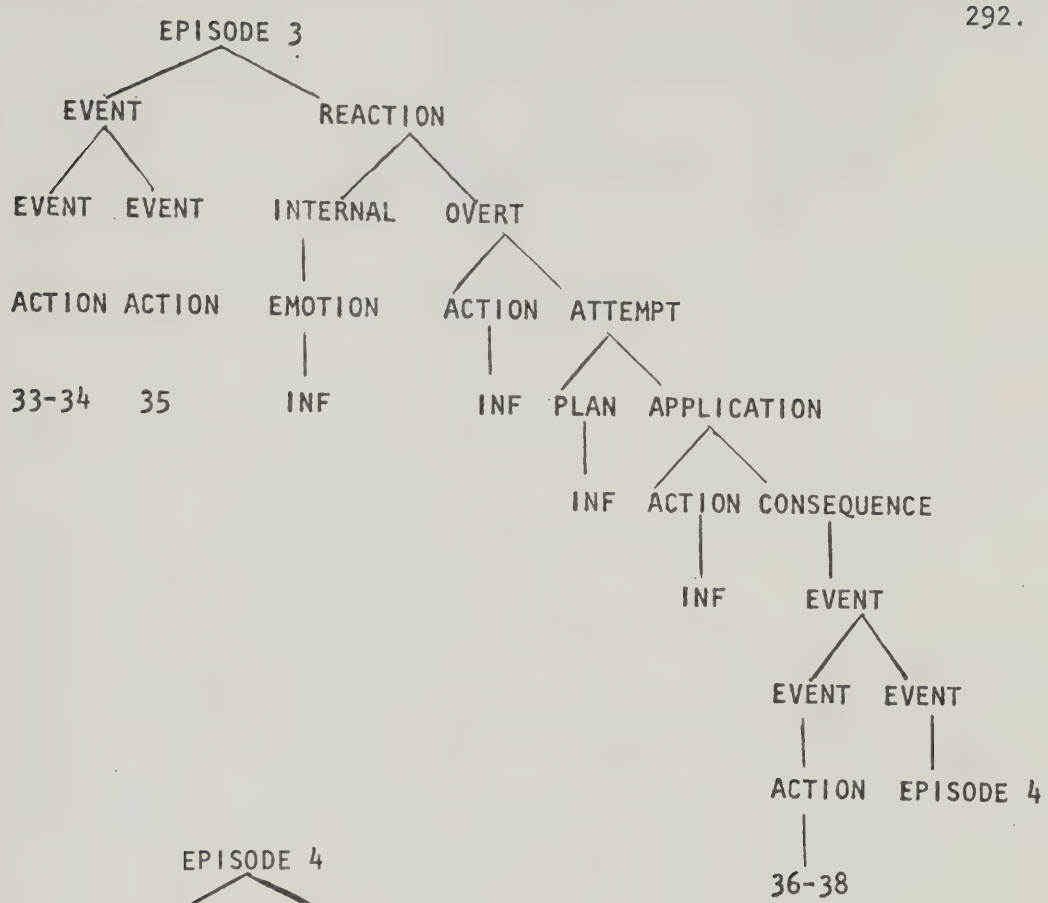 292.
EPISODE 3
EVENT REACTION
EVENT EVENT INTERNAL OVERT
ACTION ACTION EMOTION ACTION ATTEMPT
33-34 35 INF INF PLAN APPLICATION
INF ACTION CONSEQUENCE
INF EVENT
EVENT EVENT
ACTION EPISODE 4
EPISODE 4
36-38